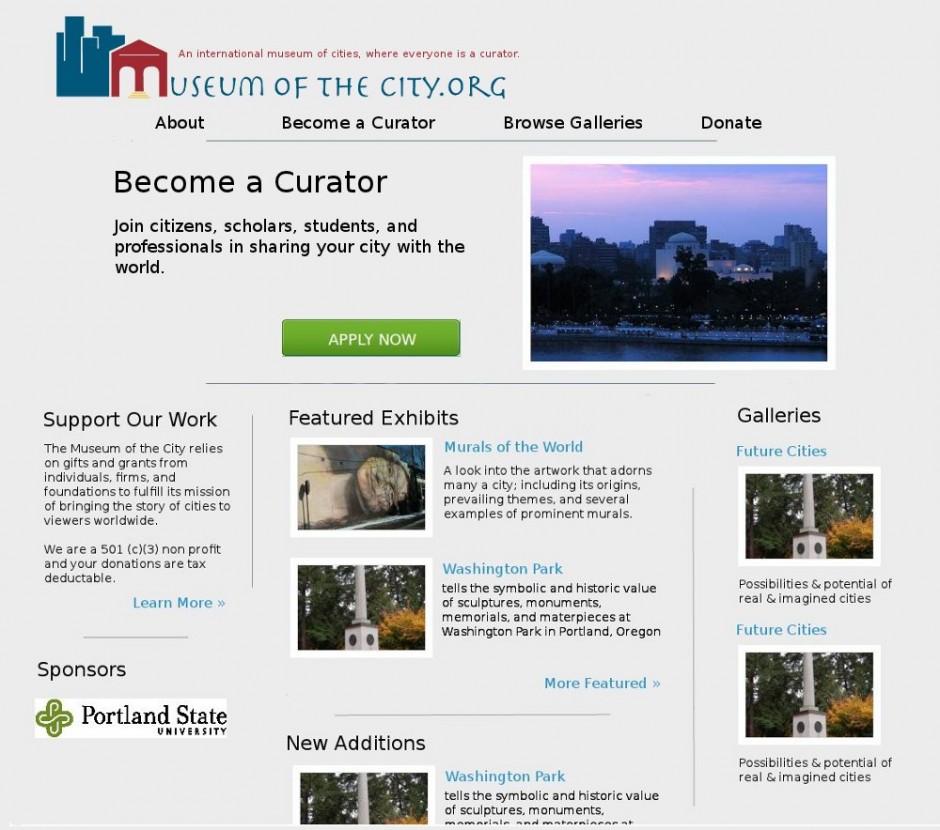 An international museum of cities, where everyone is a curator.
MUSEUM OF THE CITY.ORG
About Become a Curator Browse Galleries Donate
Become a Curator
Join citizens, scholars, students, and
professionals in sharing your city with the
world.
APPLY NOW
Support Our Work
The Museum of the City relies
on gifts and grants from
individuals, firms, and
foundations to fulfill its mission
of bringing the story of cities to
viewers worldwide.
We are a 501 (c)(3) non profit
and your donations are tax
deductable.
Learn More »
Sponsors
Portland State
UNIVERSITY
Featured Exhibits
Murals of the World
A look into the artwork that adorns
many a city; including its origins,
prevailing themes, and several
examples of prominent murals.
Washington Park
tells the symbolic and historic value
of sculptures, monuments,
memorials, and materpieces at
Washington Park in Portland, Oregon
More Featured »
New Additions
Washington Park
tells the symbolic and historic value
of sculptures, monuments,
memorials, and materpieces at
Galleries
Future Cities
Possibilities & potential of
real & imagined cities
Future Cities
Possibilities & potential of
real & imagined cities